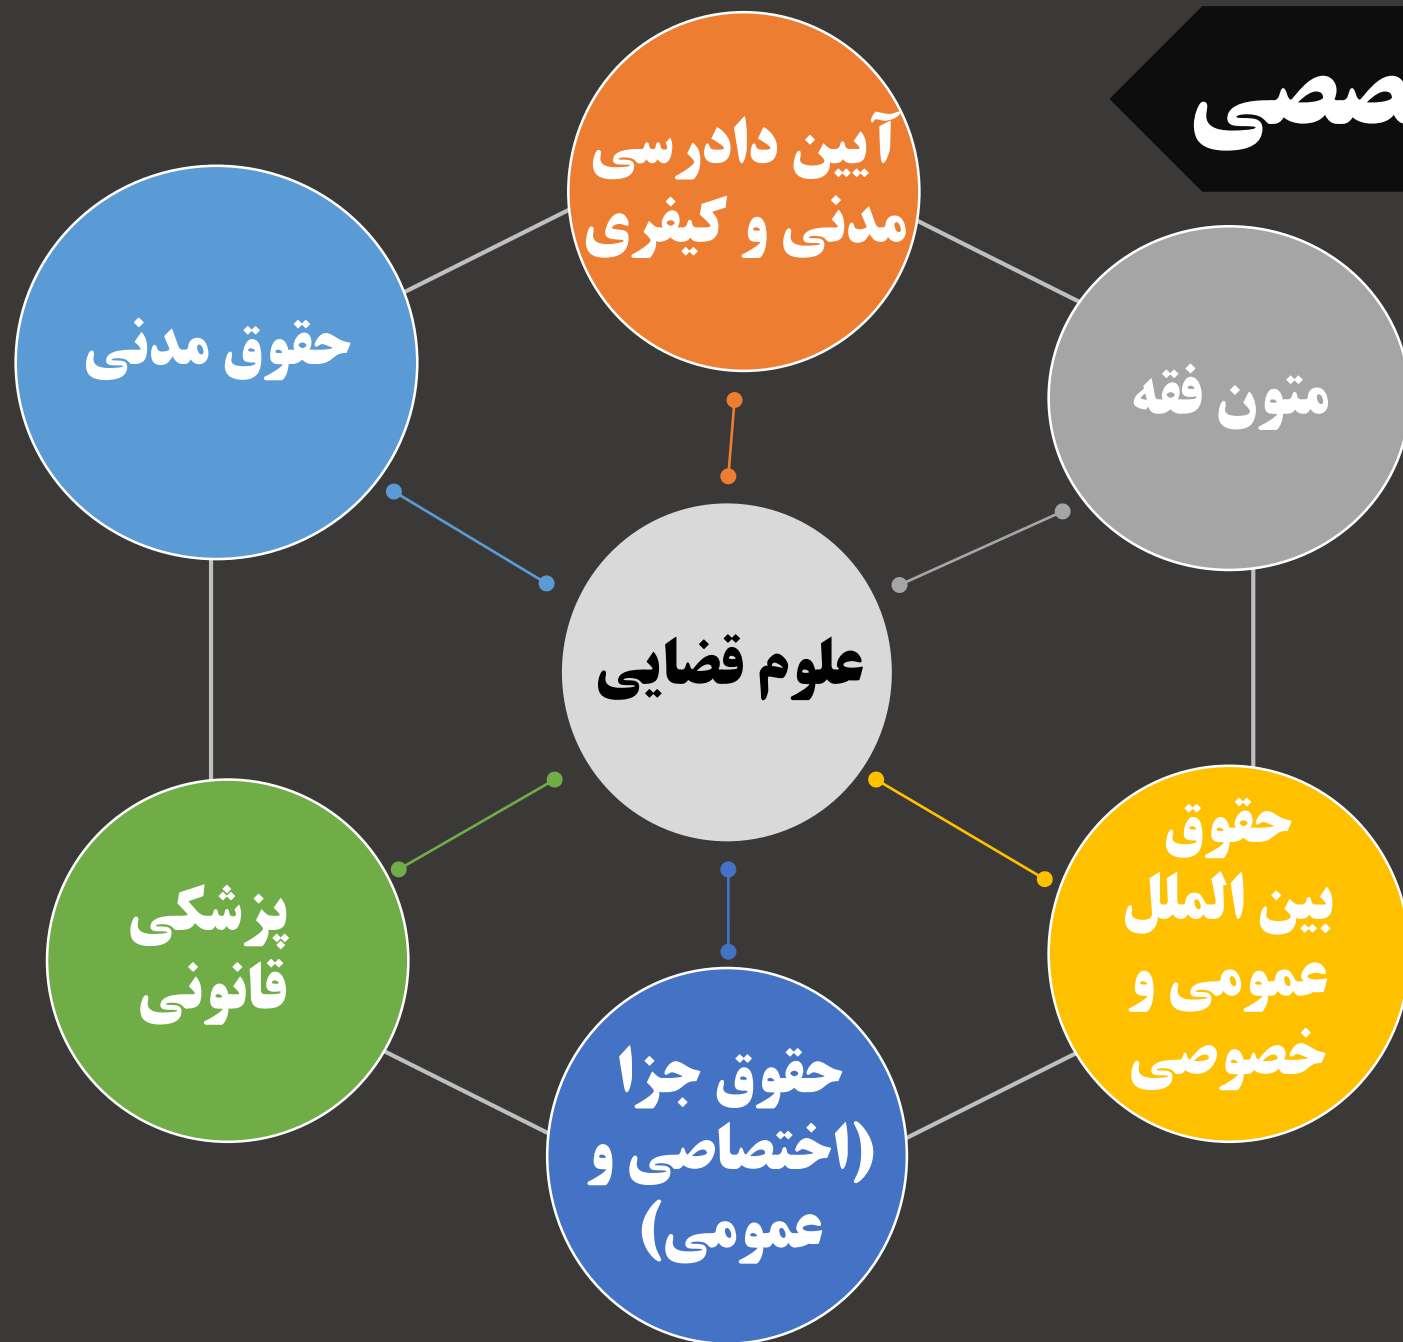 آیین دادرسی
مدنی و کیفری
حقوق مدنی
متون فقه
علوم قضایی
حقوق
بین الملل
عمومی و
خصوصی
پزشکی
قانونی
حقوق جزا
(اختصاصی و
عمومی)